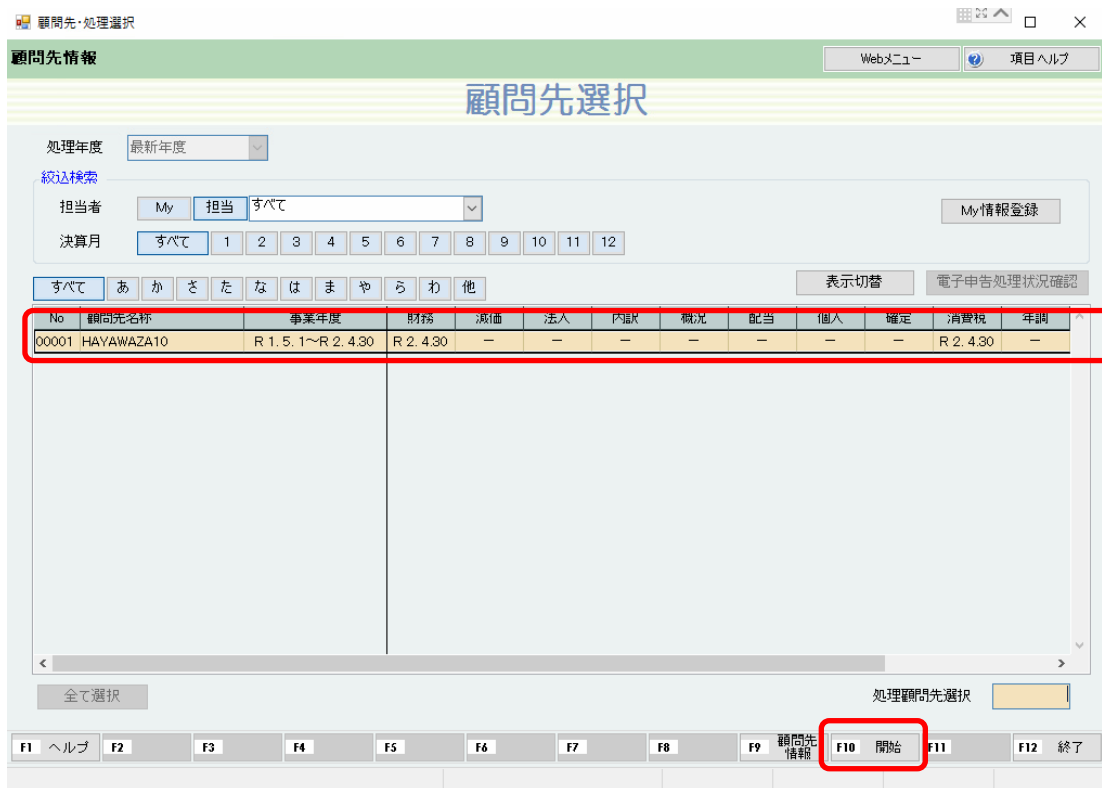 顧問先・処理選択
顧問先情報 Webメニュー 項目ヘルプ
顧問先選択
処理年度 最新年度
絞込検索
担当者 My 担当 すべて My情報登録
決算月 すべて 1 2 3 4 5 6 7 8 9 10 11 12
表示切替 電子申告処理状況確認
すべて あ か さ た な は ま や ら わ 他
No 顧問先名称 事業年度 財務 減価 法人 内訳 概況 配当 個人 確定 消費税 年調
00001 HAYAWAZA10 R 1. 5. 1～R 2. 4.30 R 2. 4.30 － － － － － － － R 2. 4.30 －
全て選択 処理顧問先選択
F1 ヘルプ F2 F3 F4 F5 F6 F7 F8 F9 顧問先情報 F10 開始 F11 F12 終了